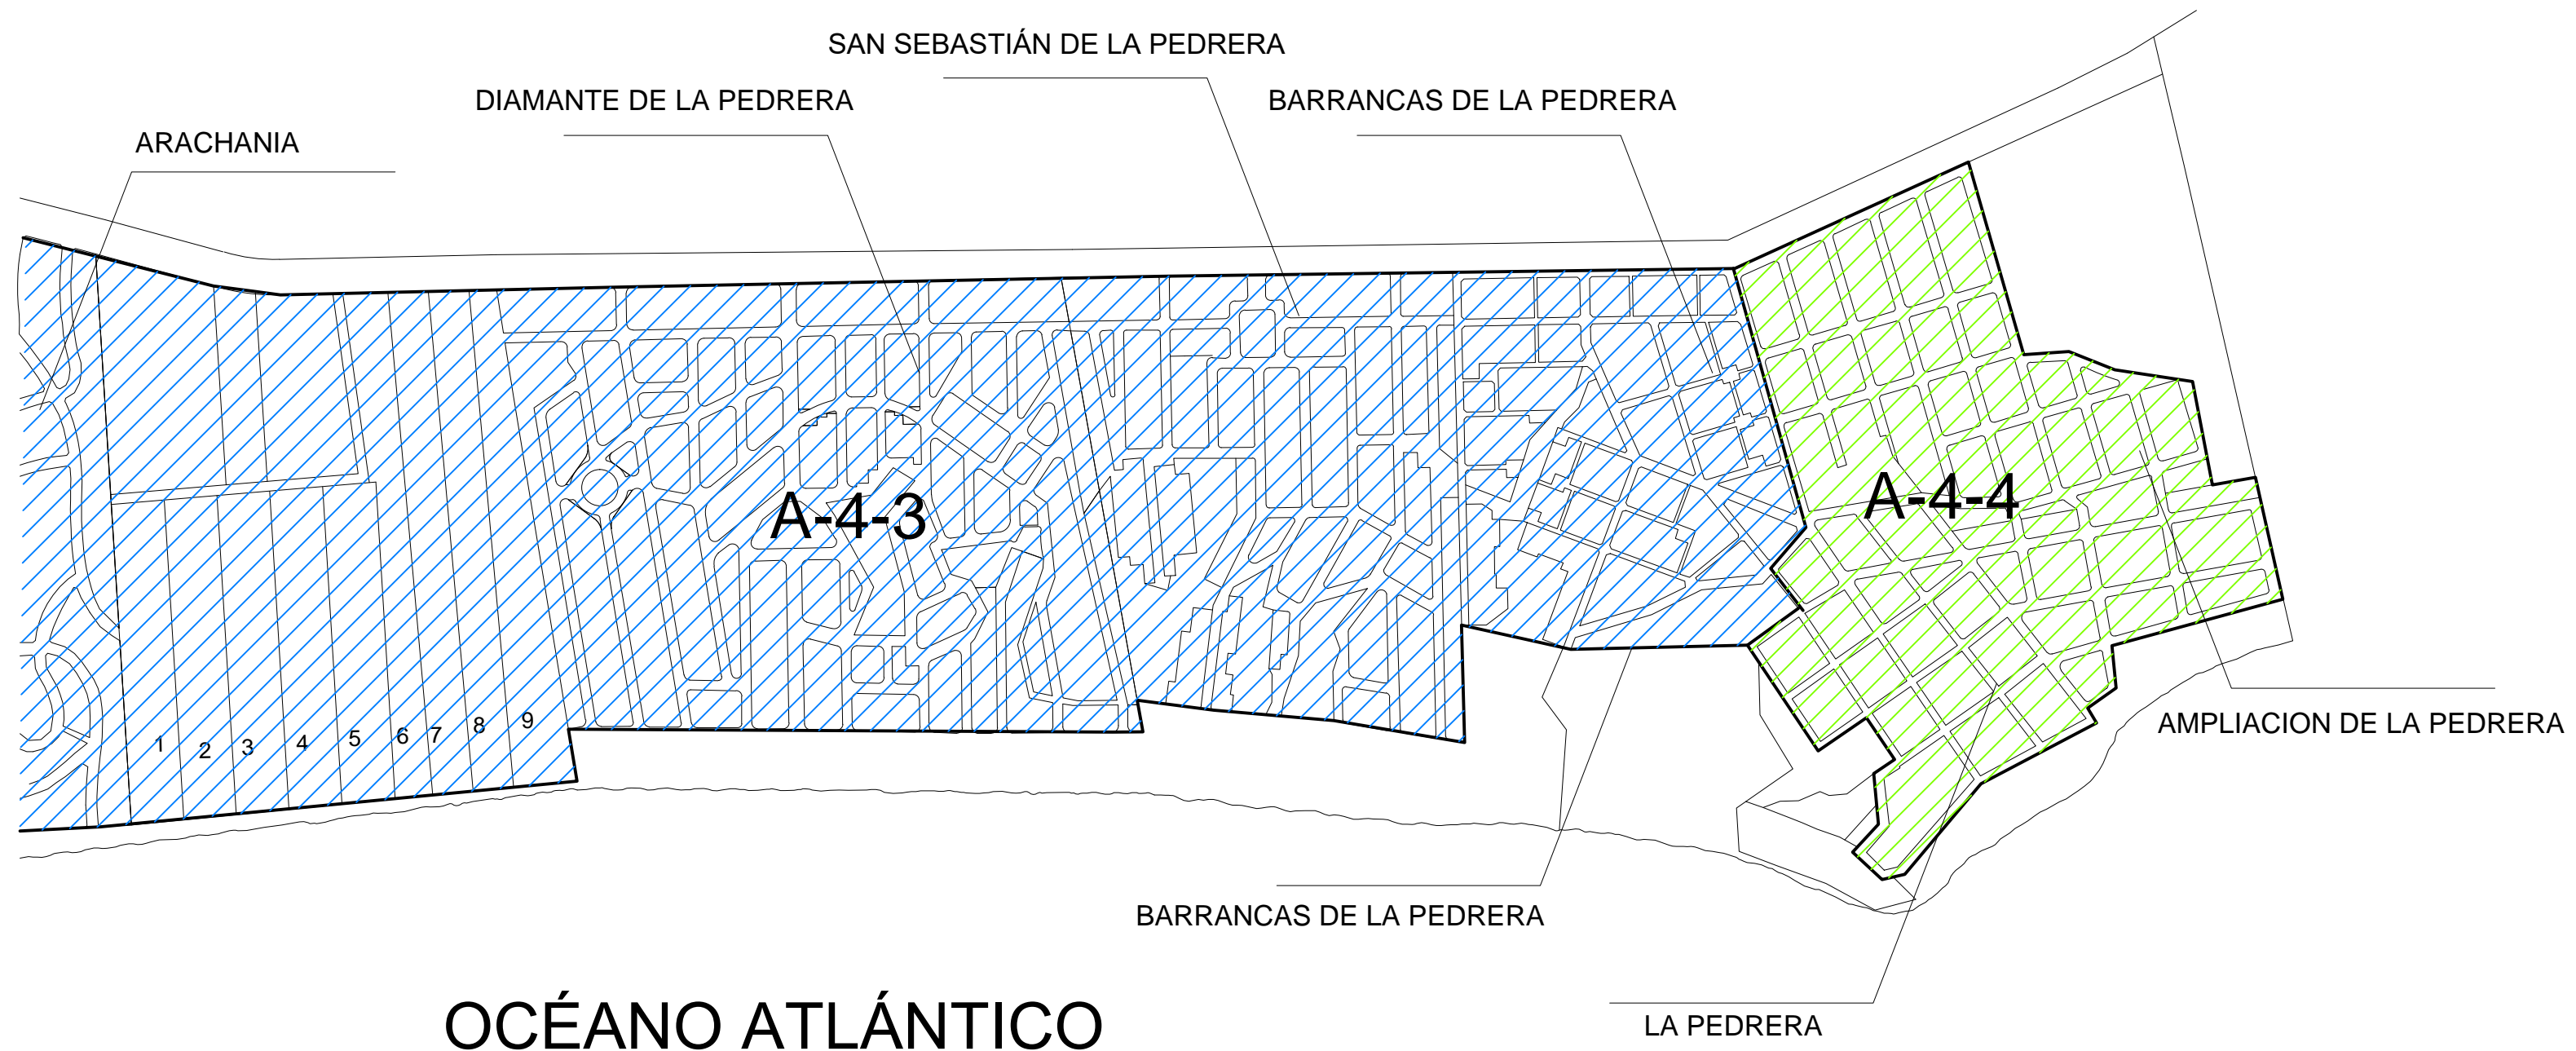 SAN SEBASTIÁN DE LA PEDRERA
DIAMANTE DE LA PEDRERA
BARRANCAS DE LA PEDRERA
ARACHANIA
A-4-3
A-4-4
1
2
3
4
5
6
7
8
9
AMPLIACION DE LA PEDRERA
BARRANCAS DE LA PEDRERA
LA PEDRERA
OCÉANO ATLÁNTICO